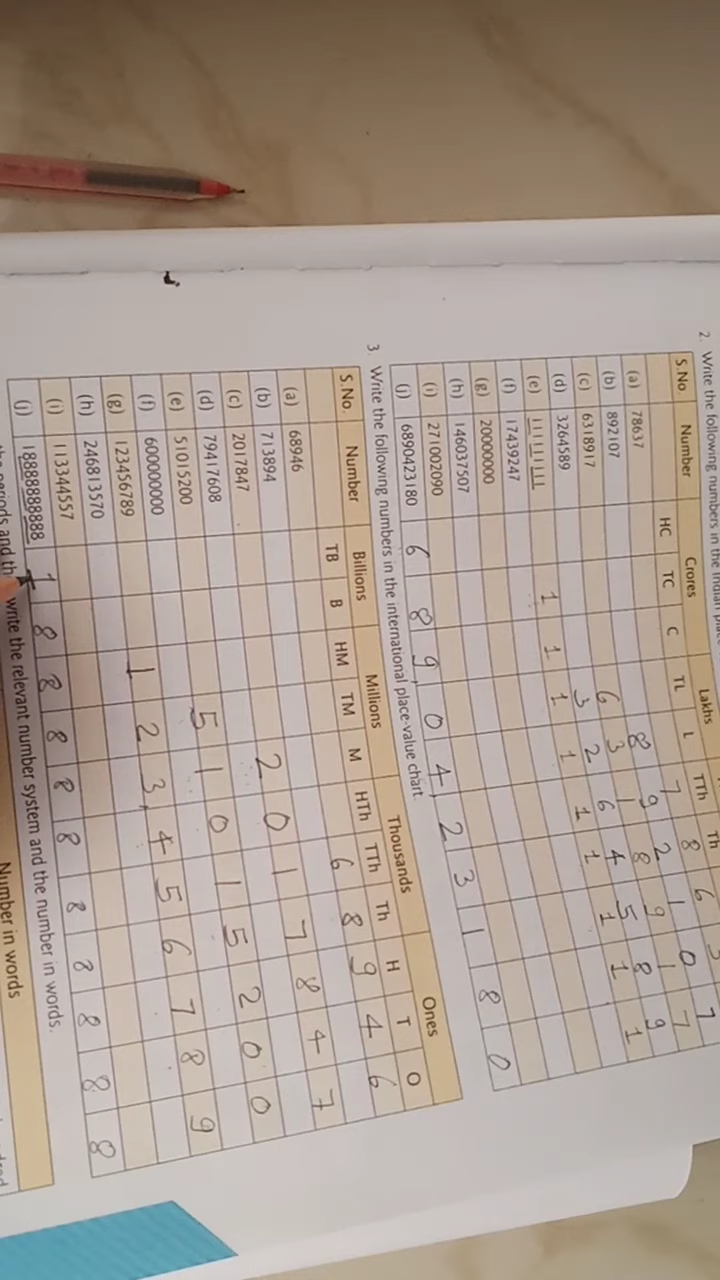 2. Write the following numbers in the Indian
S.No. Number Crores Lakhs
HC TC C TL L TTh Th
(a) 78637 7 8 6 3
(b) 892107 8 9 2 1 0 7
(c) 6318917 6 3 1 8 9 1 7
(d) 3264589 3 2 6 4 5 8 9
(e) 111111111 1 1 1 1 1 1 1 1 1
(f) 17439247
(g) 20000000
(h) 146037507
(i) 271002090
(j) 6890423180 6 8 9 0 4 2 3 1 8 0
3. Write the following numbers in the international place-value chart.
S.No. Number Billions Millions Thousands Ones
TB B HM TM M HTh TTh Th H T O
(a) 68946 6 8 9 4 6
(b) 713894
(c) 2017847 2 0 1 7 8 4 7
(d) 79417608
(e) 51015200 5 1 0 1 5 2 0 0
(f) 600000000
(g) 123456789 1 2 3, 4 5 6 7 8 9
(h) 246813570
(i) 113344557
(j) 18888888888 1 8 8 8 8 8 8 8 8 8 8
the periods and th write the relevant number system and the number in words.
Number in words